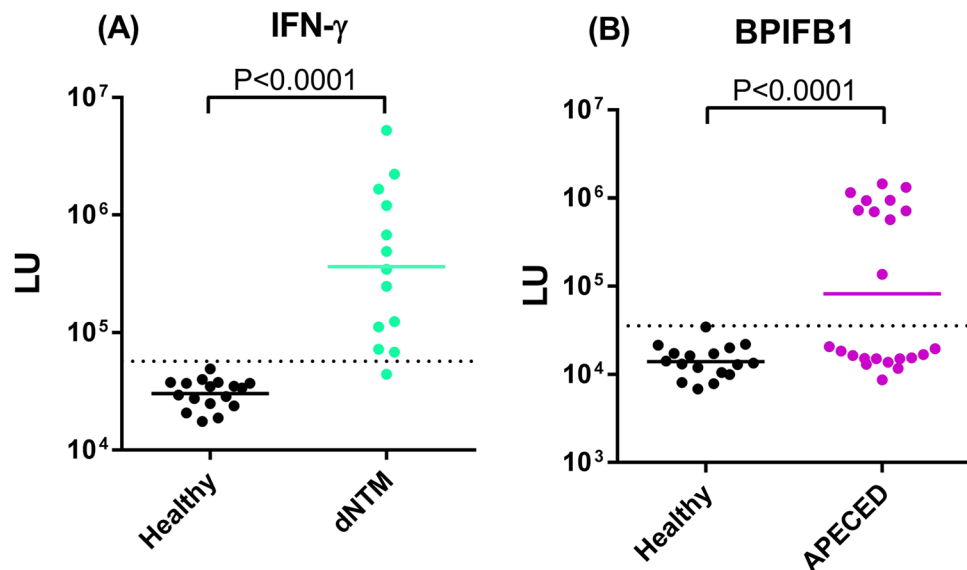 (A)
IFN-γ
P<0.0001
LU
10⁷
10⁶
10⁵
10⁴
Healthy
dNTM
(B)
BPIFB1
P<0.0001
LU
10⁷
10⁶
10⁵
10⁴
10³
Healthy
APECED